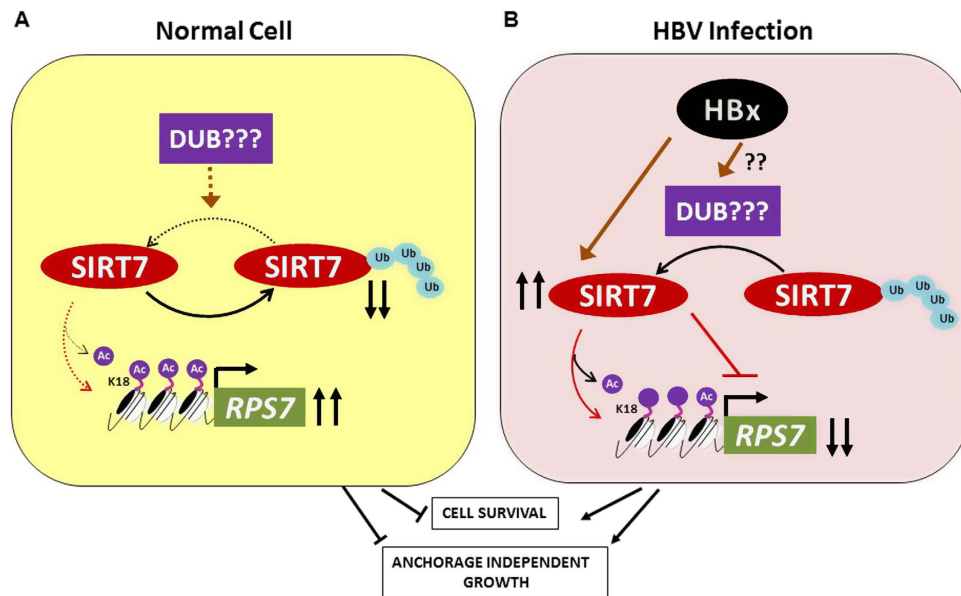 A
Normal Cell
DUB???
SIRT7
SIRT7
Ub
Ub
Ub
Ub
Ac
Ac
Ac
Ac
K18
RPS7
B
HBV Infection
HBx
??
DUB???
SIRT7
SIRT7
Ub
Ub
Ub
Ub
Ac
K18
Ac
RPS7
CELL SURVIVAL
ANCHORAGE INDEPENDENT
GROWTH